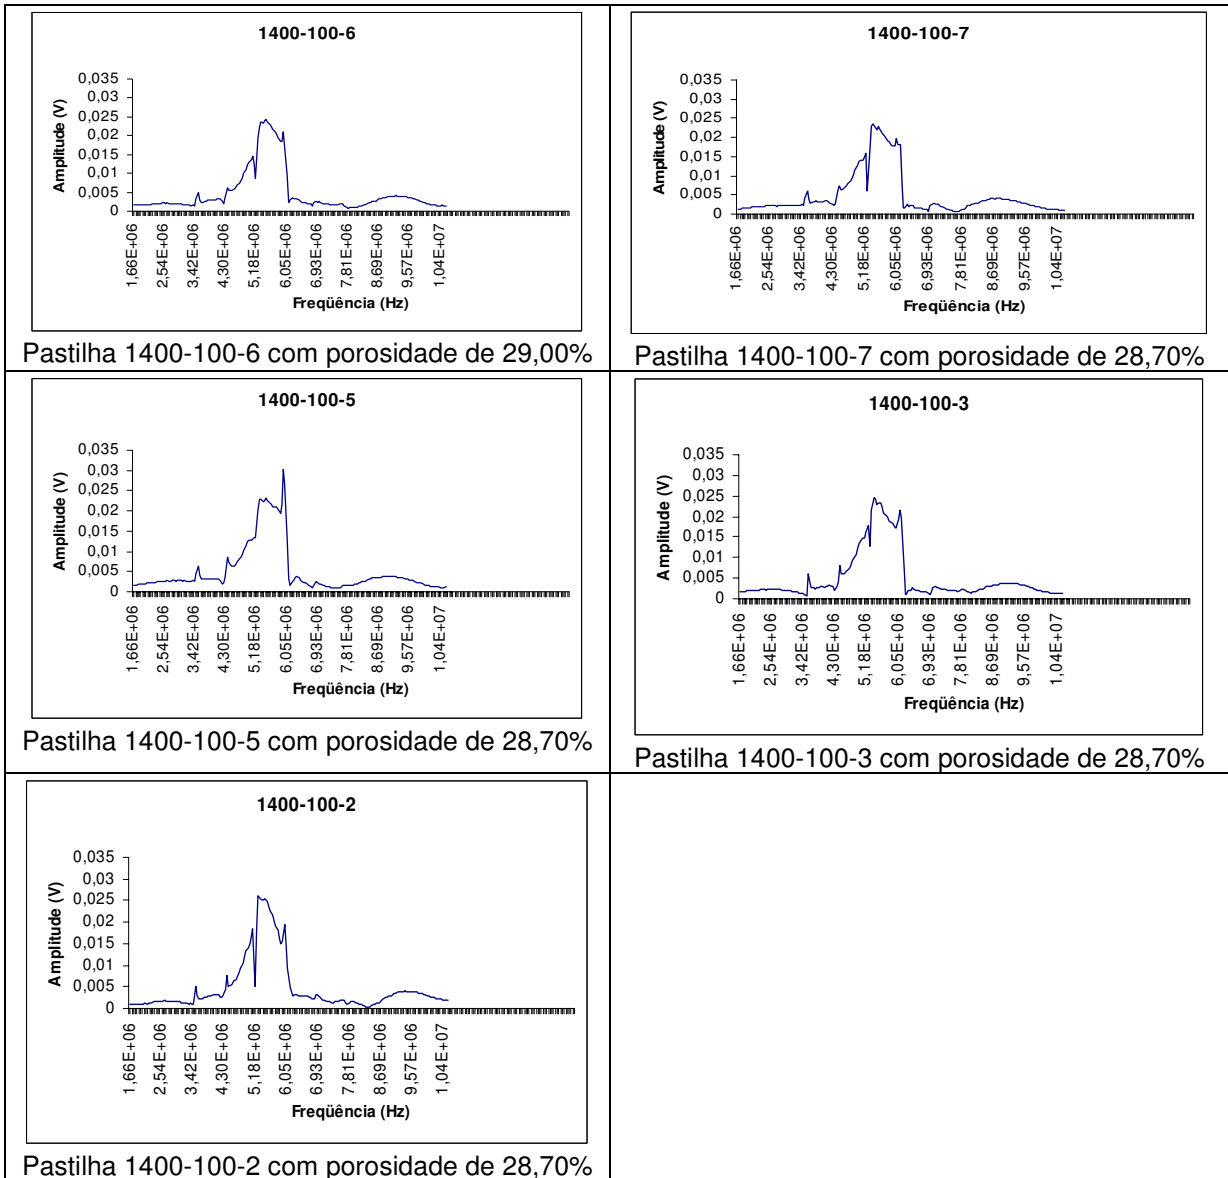 1400-100-6
0,035
0,03
0,025
0,02
0,015
0,01
0,005
0
Amplitude (V)
1,66E+06
2,54E+06
3,42E+06
4,30E+06
5,18E+06
6,05E+06
6,93E+06
7,81E+06
8,69E+06
9,57E+06
1,04E+07
Freqüência (Hz)
Pastilha 1400-100-6 com porosidade de 29,00%
1400-100-7
0,035
0,03
0,025
0,02
0,015
0,01
0,005
0
Amplitude (V)
1,66E+06
2,54E+06
3,42E+06
4,30E+06
5,18E+06
6,05E+06
6,93E+06
7,81E+06
8,69E+06
9,57E+06
1,04E+07
Freqüência (Hz)
Pastilha 1400-100-7 com porosidade de 28,70%
1400-100-5
0,035
0,03
0,025
0,02
0,015
0,01
0,005
0
Amplitude (V)
1,66E+06
2,54E+06
3,42E+06
4,30E+06
5,18E+06
6,05E+06
6,93E+06
7,81E+06
8,69E+06
9,57E+06
1,04E+07
Freqüência (Hz)
Pastilha 1400-100-5 com porosidade de 28,70%
1400-100-3
0,035
0,03
0,025
0,02
0,015
0,01
0,005
0
Amplitude (V)
1,66E+06
2,54E+06
3,42E+06
4,30E+06
5,18E+06
6,05E+06
6,93E+06
7,81E+06
8,69E+06
9,57E+06
1,04E+07
Freqüência (Hz)
Pastilha 1400-100-3 com porosidade de 28,70%
1400-100-2
0,035
0,03
0,025
0,02
0,015
0,01
0,005
0
Amplitude (V)
1,66E+06
2,54E+06
3,42E+06
4,30E+06
5,18E+06
6,05E+06
6,93E+06
7,81E+06
8,69E+06
9,57E+06
1,04E+07
Freqüência (Hz)
Pastilha 1400-100-2 com porosidade de 28,70%